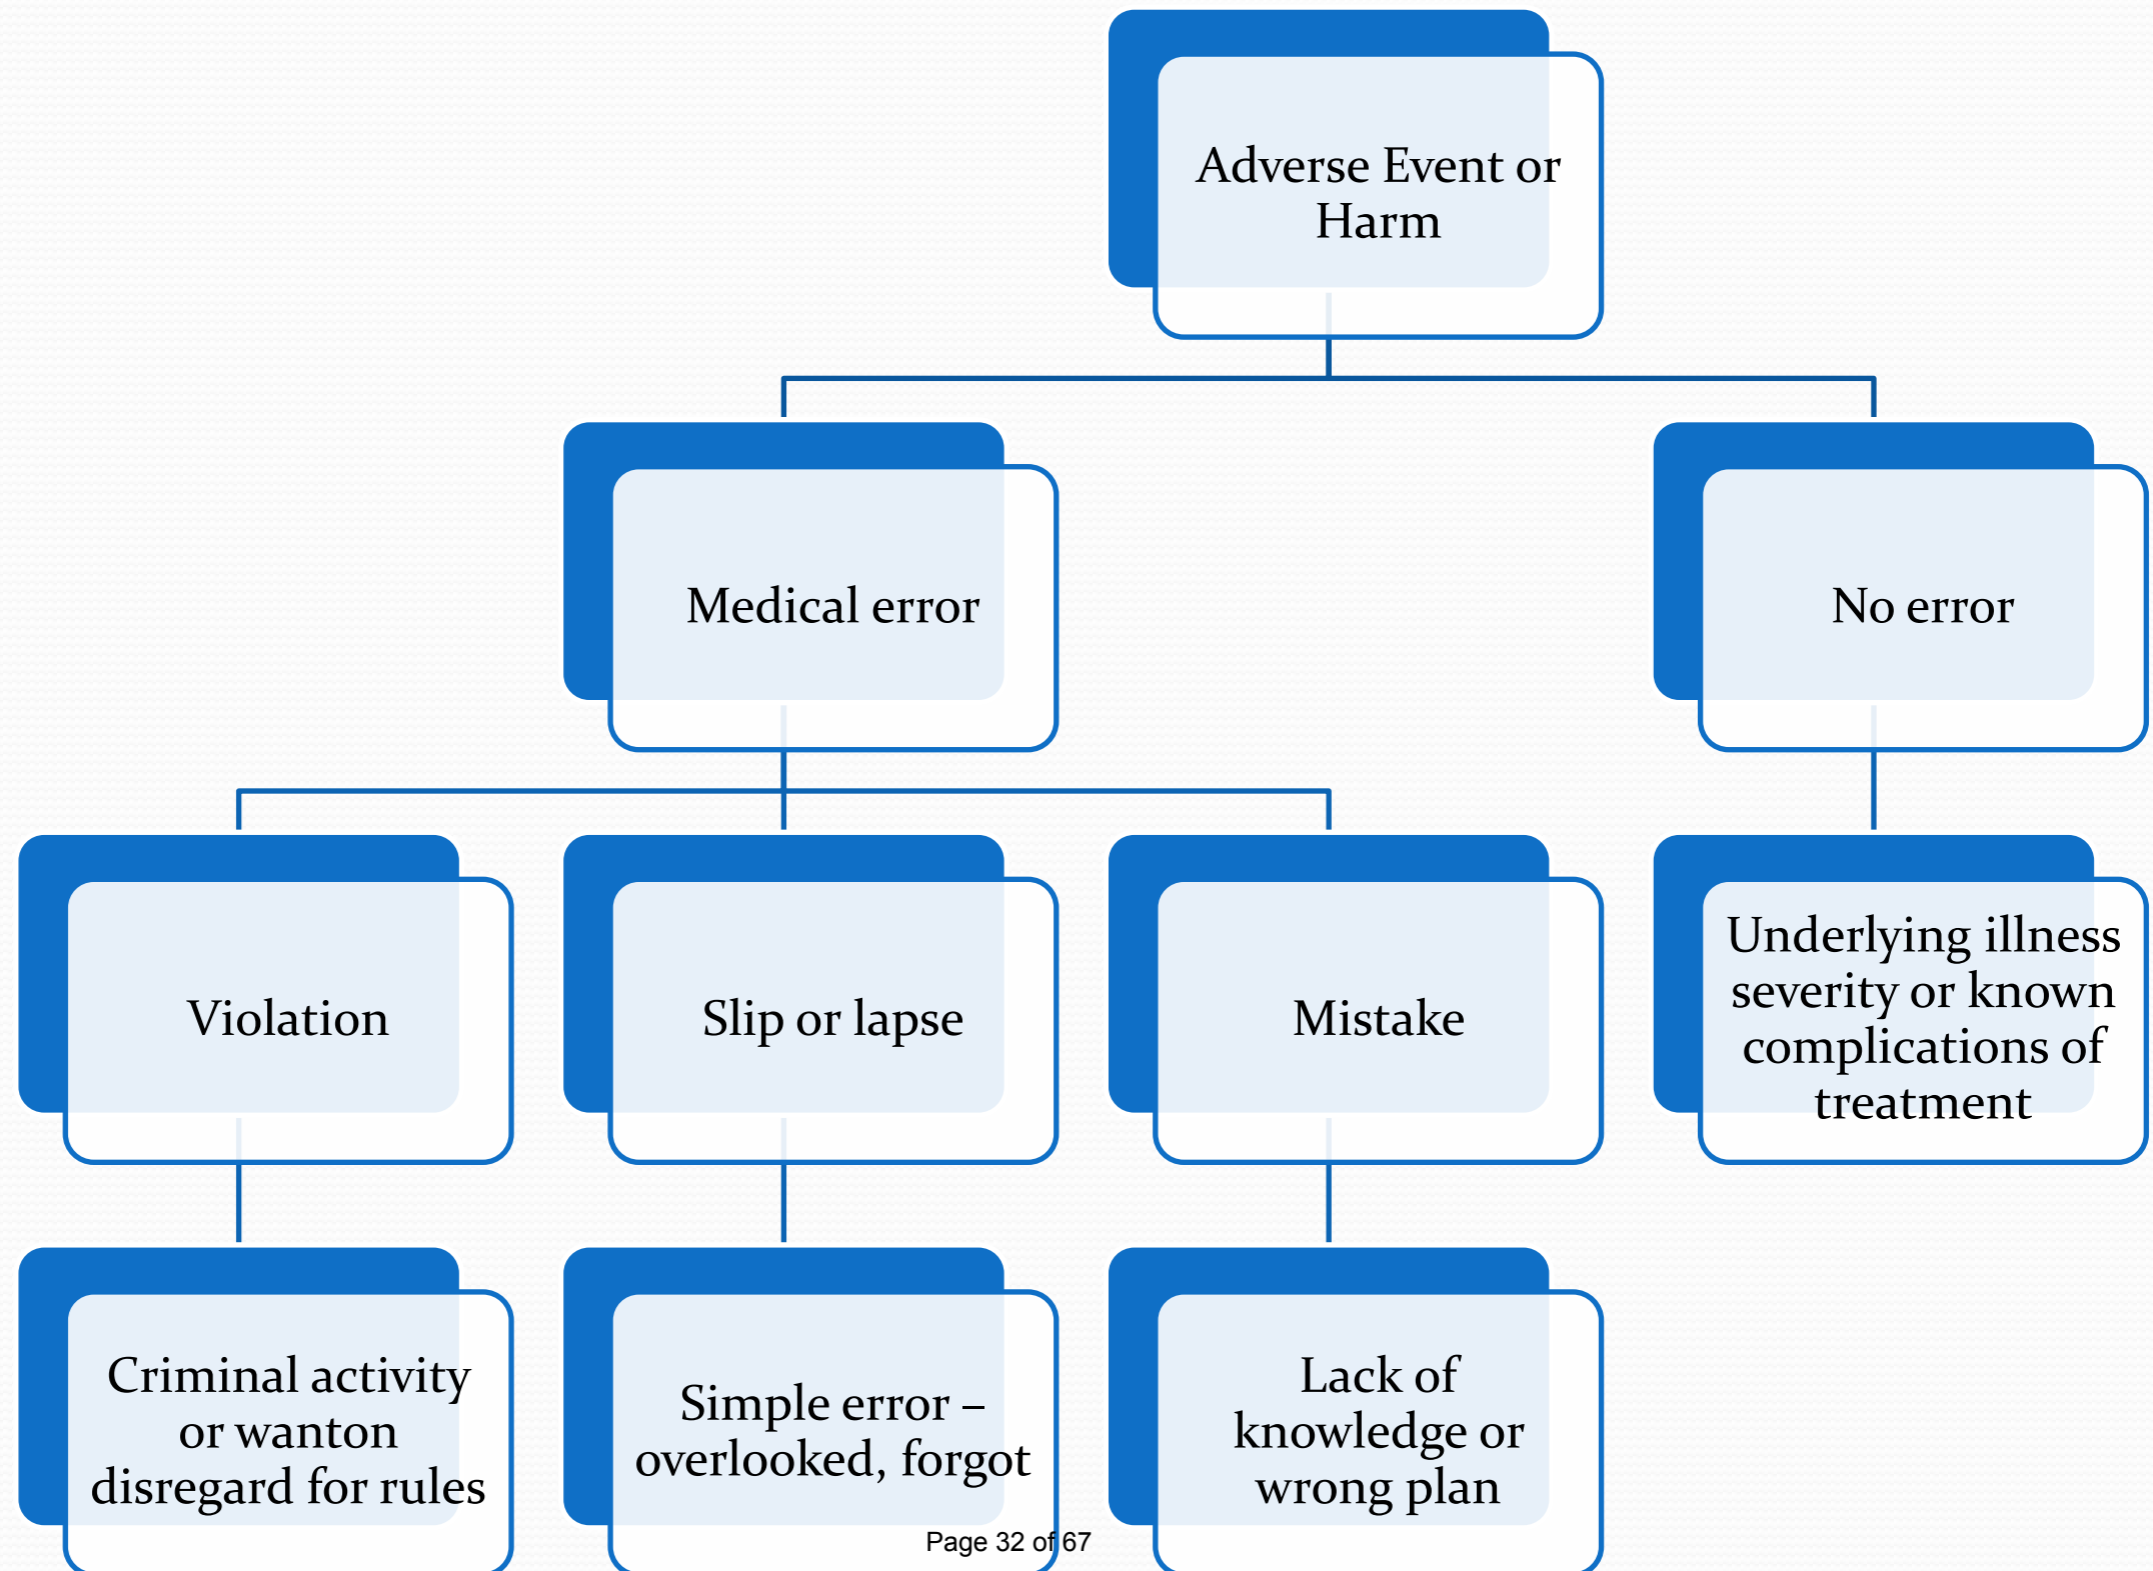 Adverse Event or
Harm
Medical error
No error
Violation
Slip or lapse
Mistake
Underlying illness
severity or known
complications of
treatment
Criminal activity
or wanton
disregard for rules
Simple error –
overlooked, forgot
Lack of
knowledge or
wrong plan
Page 32 of 67